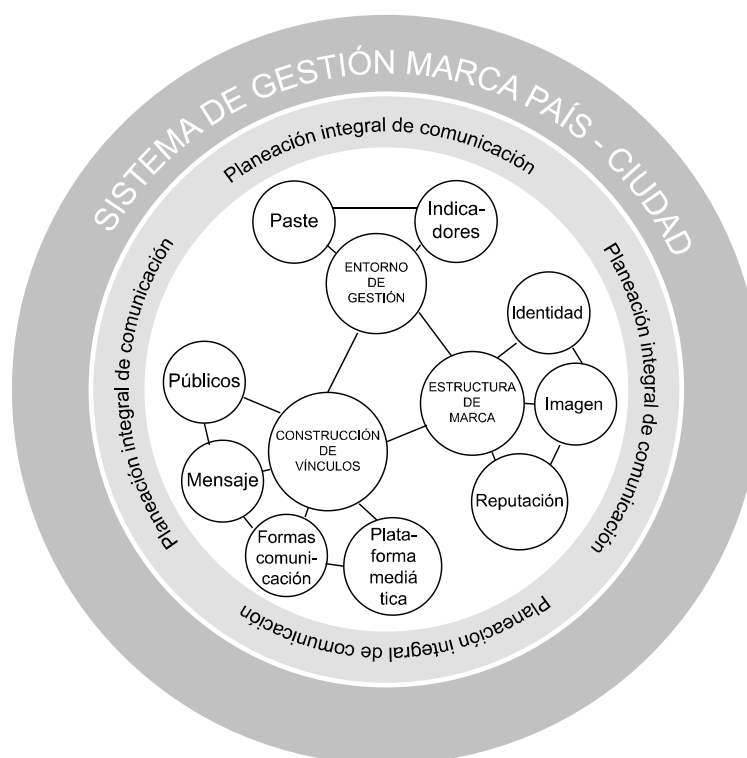 SISTEMA DE GESTIÓN MARCA PAÍS - CIUDAD
Planeación integral de comunicación
Planeación integral de comunicación
Planeación integral de comunicación
Planeación integral de comunicación
Paste
Indica-
dores
ENTORNO
DE
GESTIÓN
Identidad
Públicos
ESTRUCTURA
DE
MARCA
Imagen
CONSTRUCCIÓN
DE
VÍNCULOS
Mensaje
Reputación
Formas
comuni-
cación
Plata-
forma
mediá
tica